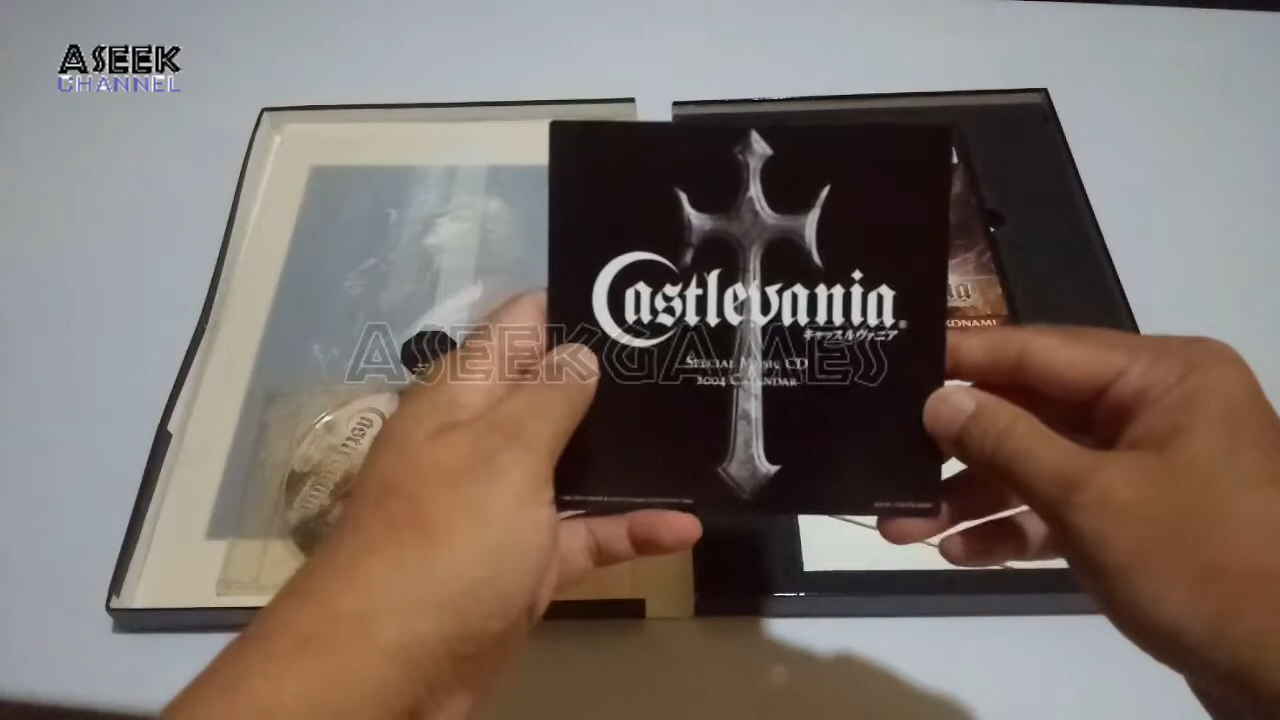 ASEEK
CHANNEL
Castlevania®
キャッスルヴァニア
ASEEKGAMES
SPECIAL MUSIC CD
2004 CALENDAR
KONAMI
Castlevania